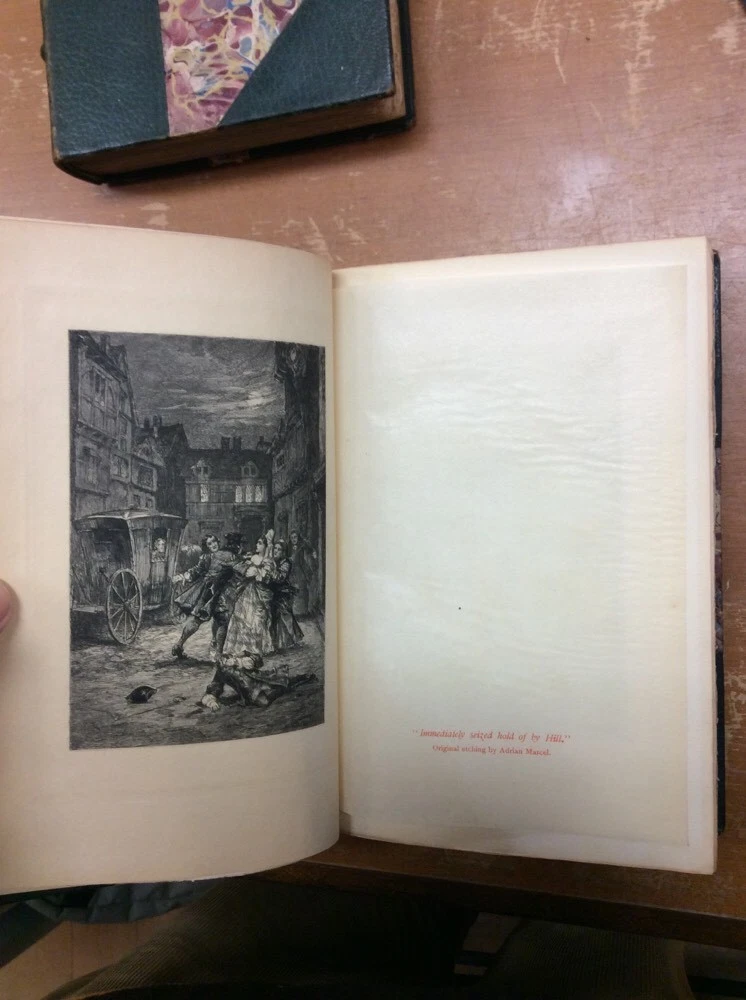 "immediately seized hold of by Hill."
Original etching by Adrian Marcel.